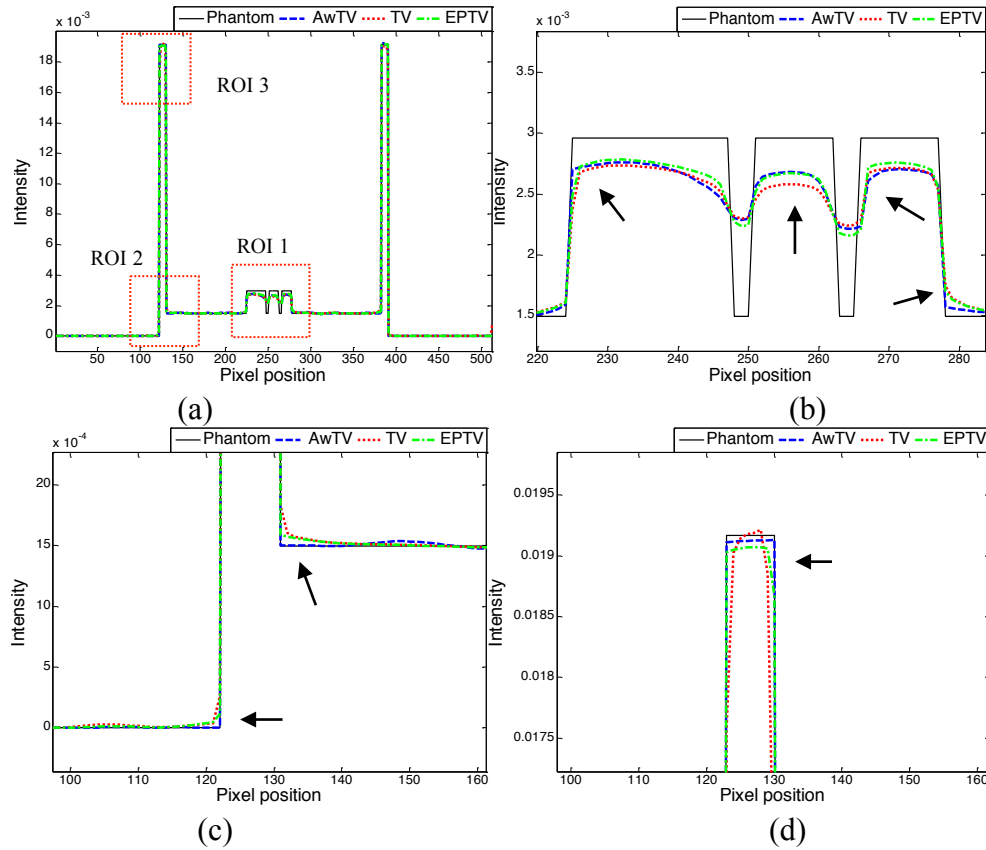 Phantom AwTV TV EPTV
x 10-3
18
16
14
12
10
8
6
4
2
0
Intensity
ROI 3
ROI 2
ROI 1
50 100 150 200 250 300 350 400 450 500
Pixel position
(a)
Phantom AwTV TV EPTV
x 10-3
3.5
3
2.5
2
1.5
Intensity
220 230 240 250 260 270 280
Pixel position
(b)
Phantom AwTV TV EPTV
x 10-4
20
15
10
5
0
Intensity
100 110 120 130 140 150 160
Pixel position
(c)
Phantom AwTV TV EPTV
0.0195
0.019
0.0185
0.018
0.0175
Intensity
100 110 120 130 140 150 160
Pixel position
(d)